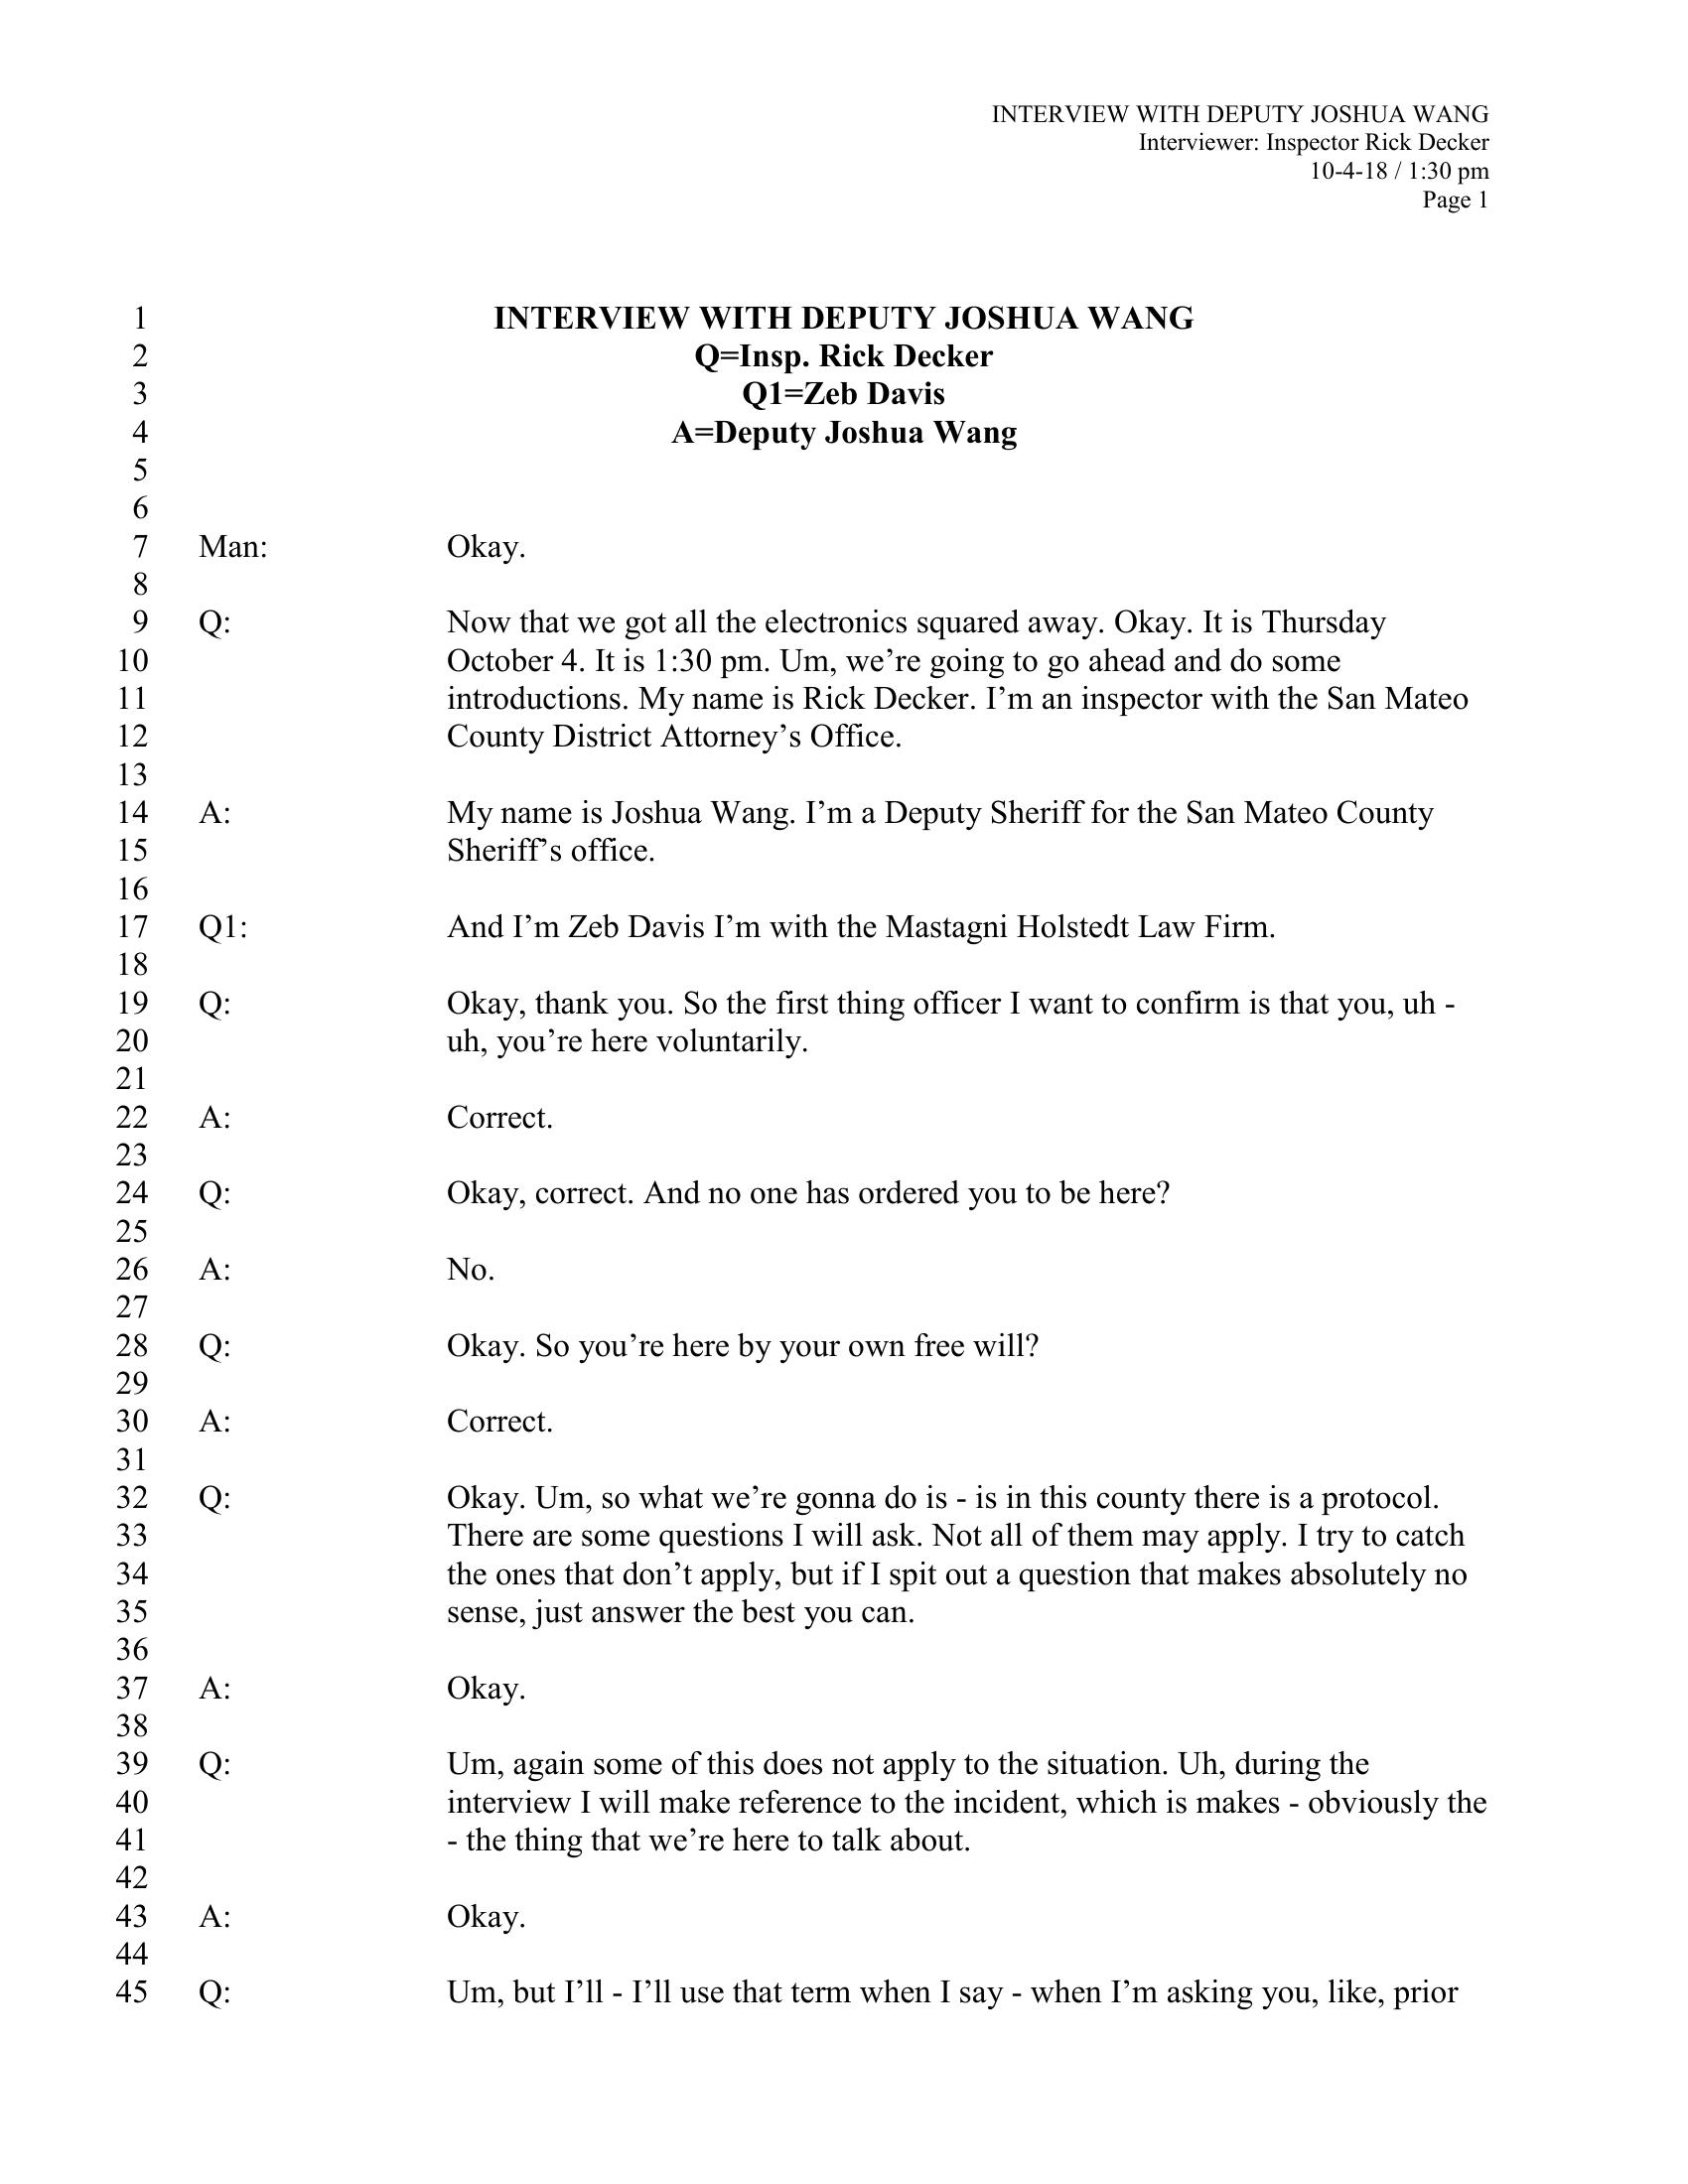 INTERVIEW WITH DEPUTY JOSHUA WANG
Interviewer: Inspector Rick Decker
10-4-18 / 1:30 pm
Page 1
1 INTERVIEW WITH DEPUTY JOSHUA WANG
2 Q=Insp. Rick Decker
3 Q1=Zeb Davis
4 A=Deputy Joshua Wang
5
6
7 Man: Okay.
8
9 Q: Now that we got all the electronics squared away. Okay. It is Thursday
10 October 4. It is 1:30 pm. Um, we’re going to go ahead and do some
11 introductions. My name is Rick Decker. I’m an inspector with the San Mateo
12 County District Attorney’s Office.
13
14 A: My name is Joshua Wang. I’m a Deputy Sheriff for the San Mateo County
15 Sheriff’s office.
16
17 Q1: And I’m Zeb Davis I’m with the Mastagni Holstedt Law Firm.
18
19 Q: Okay, thank you. So the first thing officer I want to confirm is that you, uh -
20 uh, you’re here voluntarily.
21
22 A: Correct.
23
24 Q: Okay, correct. And no one has ordered you to be here?
25
26 A: No.
27
28 Q: Okay. So you’re here by your own free will?
29
30 A: Correct.
31
32 Q: Okay. Um, so what we’re gonna do is - is in this county there is a protocol.
33 There are some questions I will ask. Not all of them may apply. I try to catch
34 the ones that don’t apply, but if I spit out a question that makes absolutely no
35 sense, just answer the best you can.
36
37 A: Okay.
38
39 Q: Um, again some of this does not apply to the situation. Uh, during the
40 interview I will make reference to the incident, which is makes - obviously the
41 - the thing that we’re here to talk about.
42
43 A: Okay.
44
45 Q: Um, but I’ll - I’ll use that term when I say - when I’m asking you, like, prior